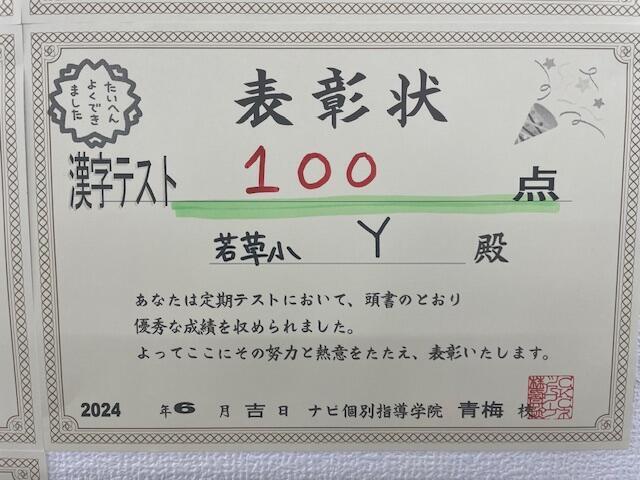 たいへん
よくでき
ました
表彰状
漢字テスト 100 点
若草小 Y 殿
あなたは定期テストにおいて、頭書のとおり
優秀な成績を収められました。
よってここにその努力と熱意をたたえ、表彰いたします。
2024 年 6 月 吉 日 ナビ個別指導学院 青梅 校